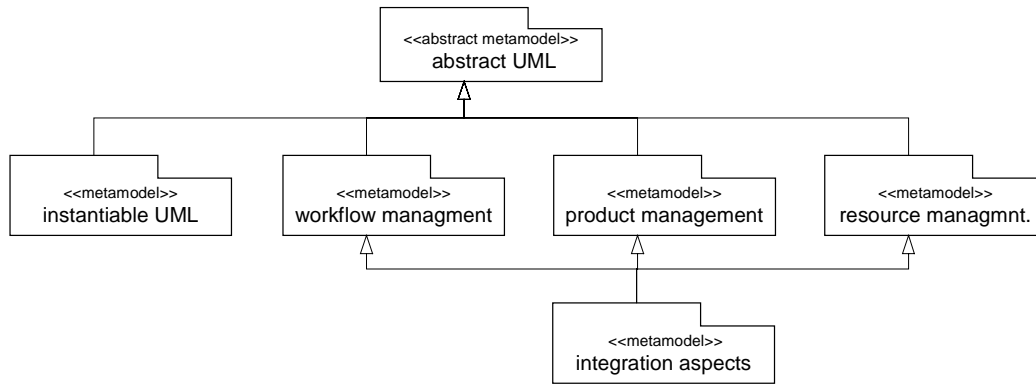 <<abstract metamodel>>
abstract UML
<<metamodel>>
instantiable UML
<<metamodel>>
workflow managment
<<metamodel>>
product management
<<metamodel>>
resource managmnt.
<<metamodel>>
integration aspects